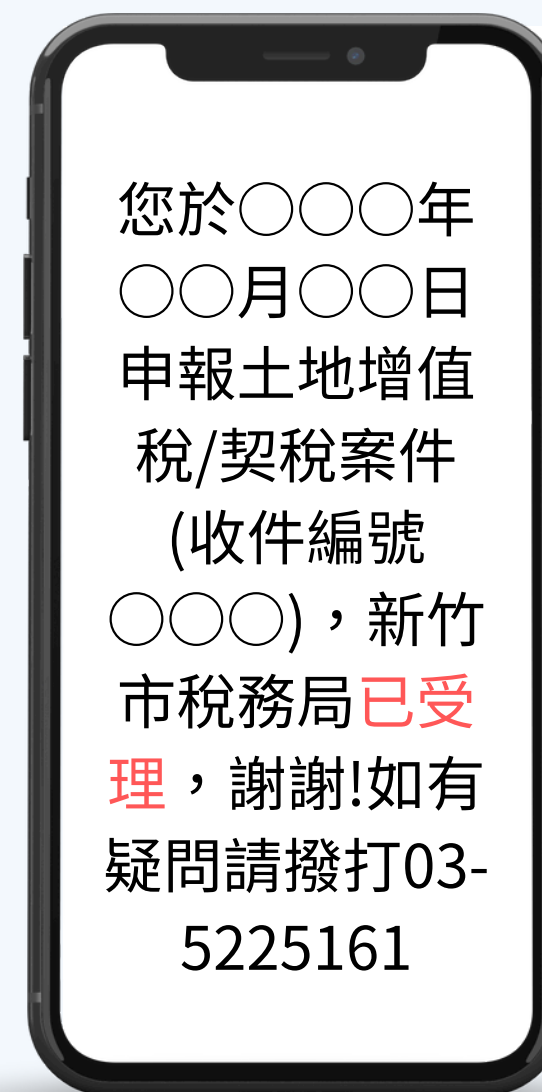 您於○○○年
○○月○○日
申報土地增值
稅/契稅案件
(收件編號
○○○)，新竹
市稅務局已受
理，謝謝!如有
疑問請撥打03-
5225161